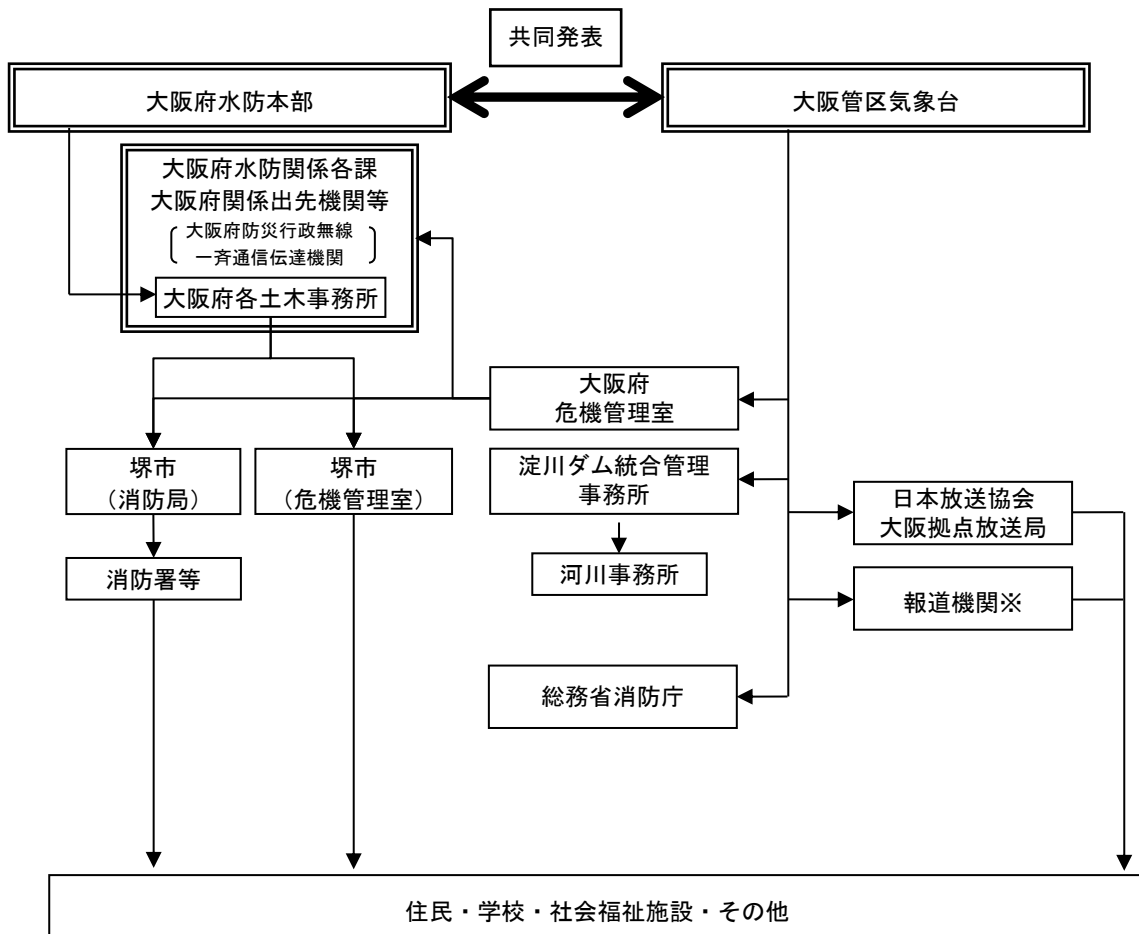 共同発表
大阪府水防本部
大阪管区気象台
大阪府水防関係各課
大阪府関係出先機関等
大阪府防災行政無線
一斉通信伝達機関
大阪府各土木事務所
大阪府
危機管理室
堺市
（消防局）
堺市
（危機管理室）
淀川ダム統合管理
事務所
日本放送協会
大阪拠点放送局
消防署等
河川事務所
報道機関※
総務省消防庁
住民・学校・社会福祉施設・その他